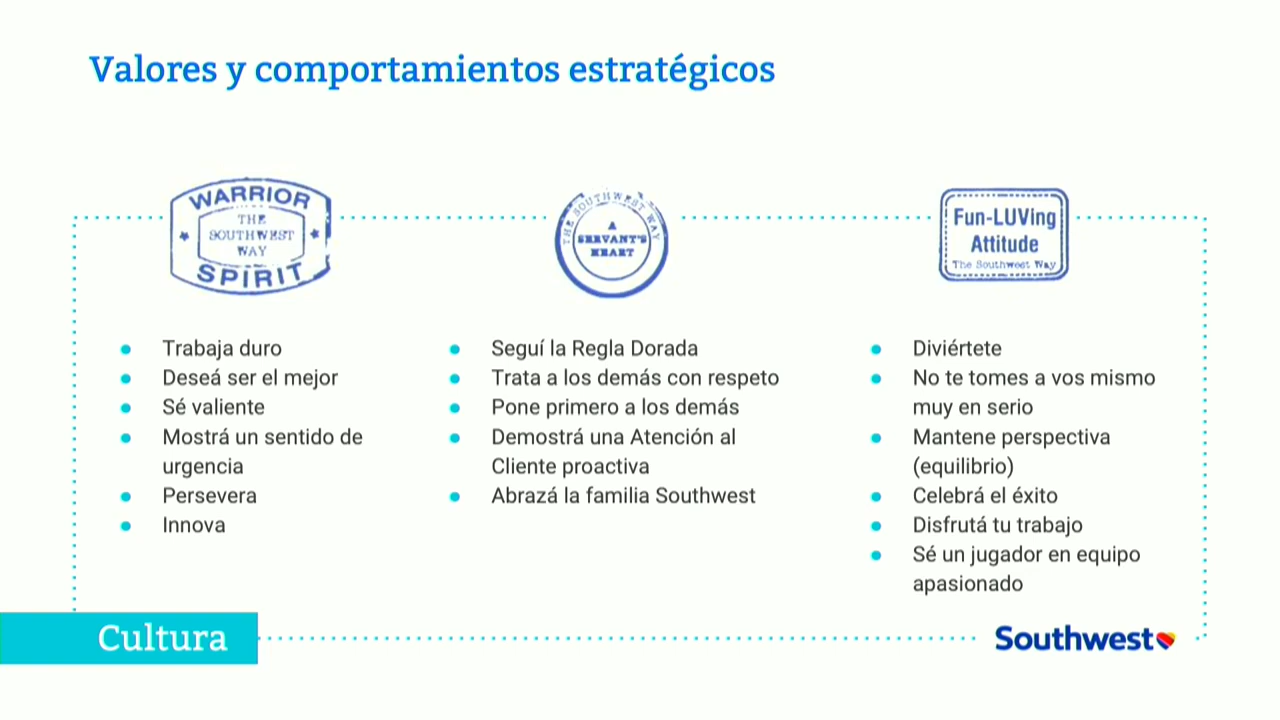 Valores y comportamientos estratégicos
WARRIOR
THE
SOUTHWEST
WAY
SPIRIT
THE SOUTHWEST WAY
A
SERVANT'S
HEART
Fun-LUVing
Attitude
The Southwest Way
Trabaja duro
Deseá ser el mejor
Sé valiente
Mostrá un sentido de
urgencia
Persevera
Innova
Seguí la Regla Dorada
Trata a los demás con respeto
Pone primero a los demás
Demostrá una Atención al
Cliente proactiva
Abrazá la familia Southwest
Diviértete
No te tomes a vos mismo
muy en serio
Mantene perspectiva
(equilibrio)
Celebrá el éxito
Disfrutá tu trabajo
Sé un jugador en equipo
apasionado
Cultura
Southwest